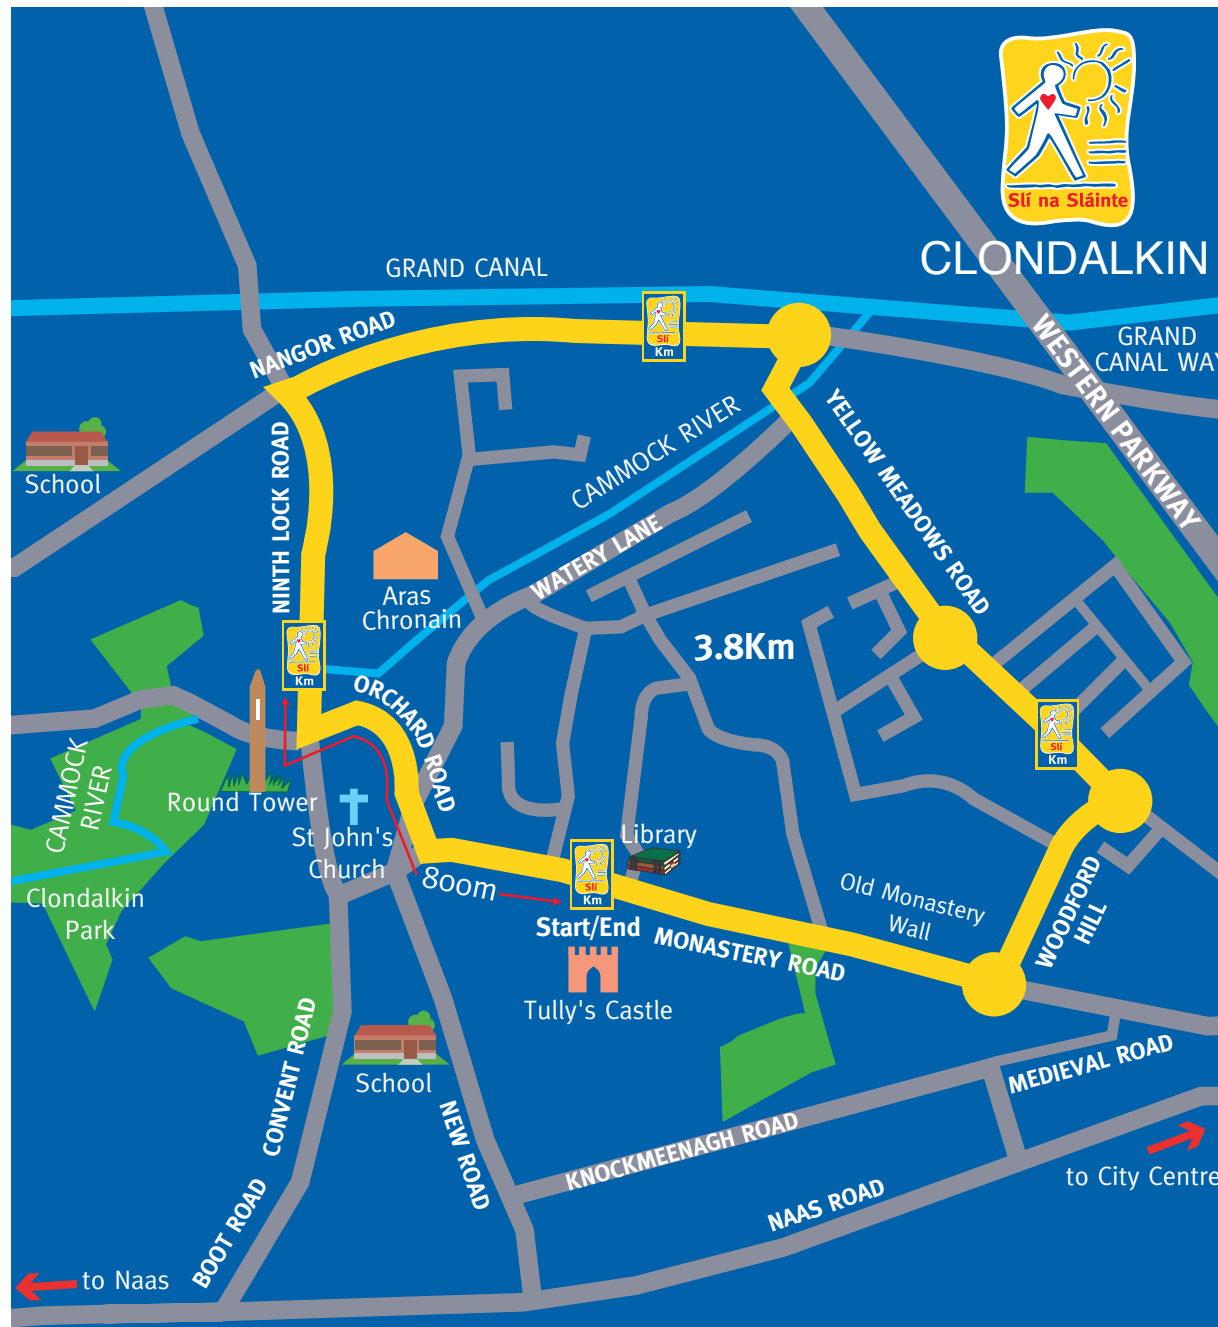 Slí na Sláinte
CLONDALKIN
GRAND CANAL
NANGOR ROAD
Slí
Km
GRAND
CANAL WAY
WESTERN PARKWAY
School
NINTH LOCK ROAD
CAMMOCK RIVER
YELLOW MEADOWS ROAD
WATERY LANE
Aras
Chronain
3.8Km
Slí
Km
ORCHARD ROAD
Slí
Km
CAMMOCK
RIVER
Round Tower
St John's
Church
Library
800m
Slí
Km
Start/End
Clondalkin
Park
Old Monastery
Wall
WOODFORD
HILL
MONASTERY ROAD
Tully's Castle
School
CONVENT ROAD
NEW ROAD
MEDIEVAL ROAD
KNOCKMEENAGH ROAD
to City Centre
NAAS ROAD
BOOT ROAD
to Naas